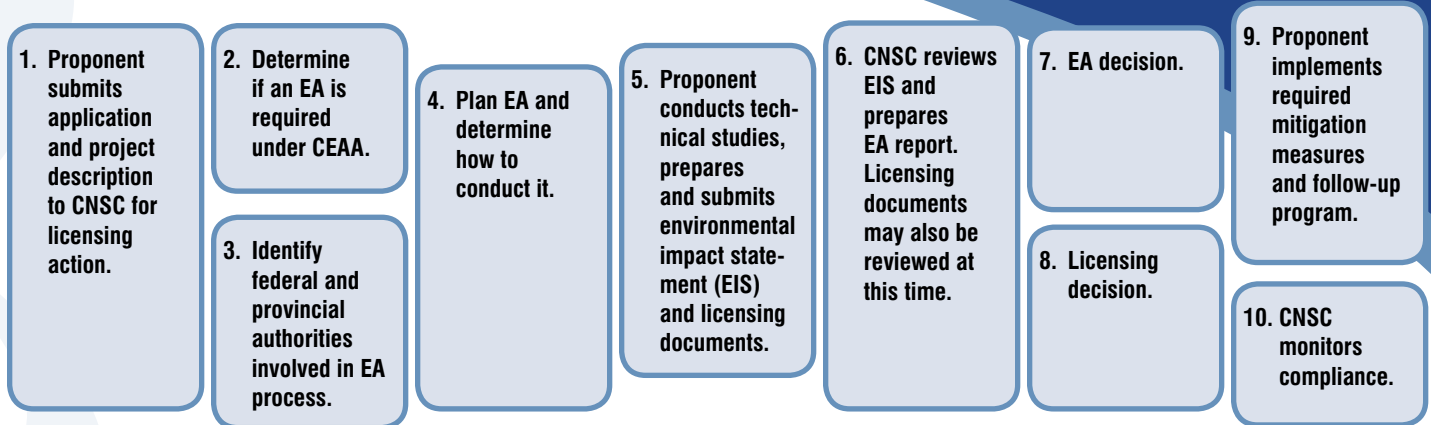 1. Proponent
submits
application
and project
description
to CNSC for
licensing
action.
2. Determine
if an EA is
required
under CEAA.
3. Identify
federal and
provincial
authorities
involved in EA
process.
4. Plan EA and
determine
how to
conduct it.
5. Proponent
conducts tech-
nical studies,
prepares
and submits
environmental
impact state-
ment (EIS)
and licensing
documents.
6. CNSC reviews
EIS and
prepares
EA report.
Licensing
documents
may also be
reviewed at
this time.
7. EA decision.
8. Licensing
decision.
9. Proponent
implements
required
mitigation
measures
and follow-up
program.
10. CNSC
monitors
compliance.